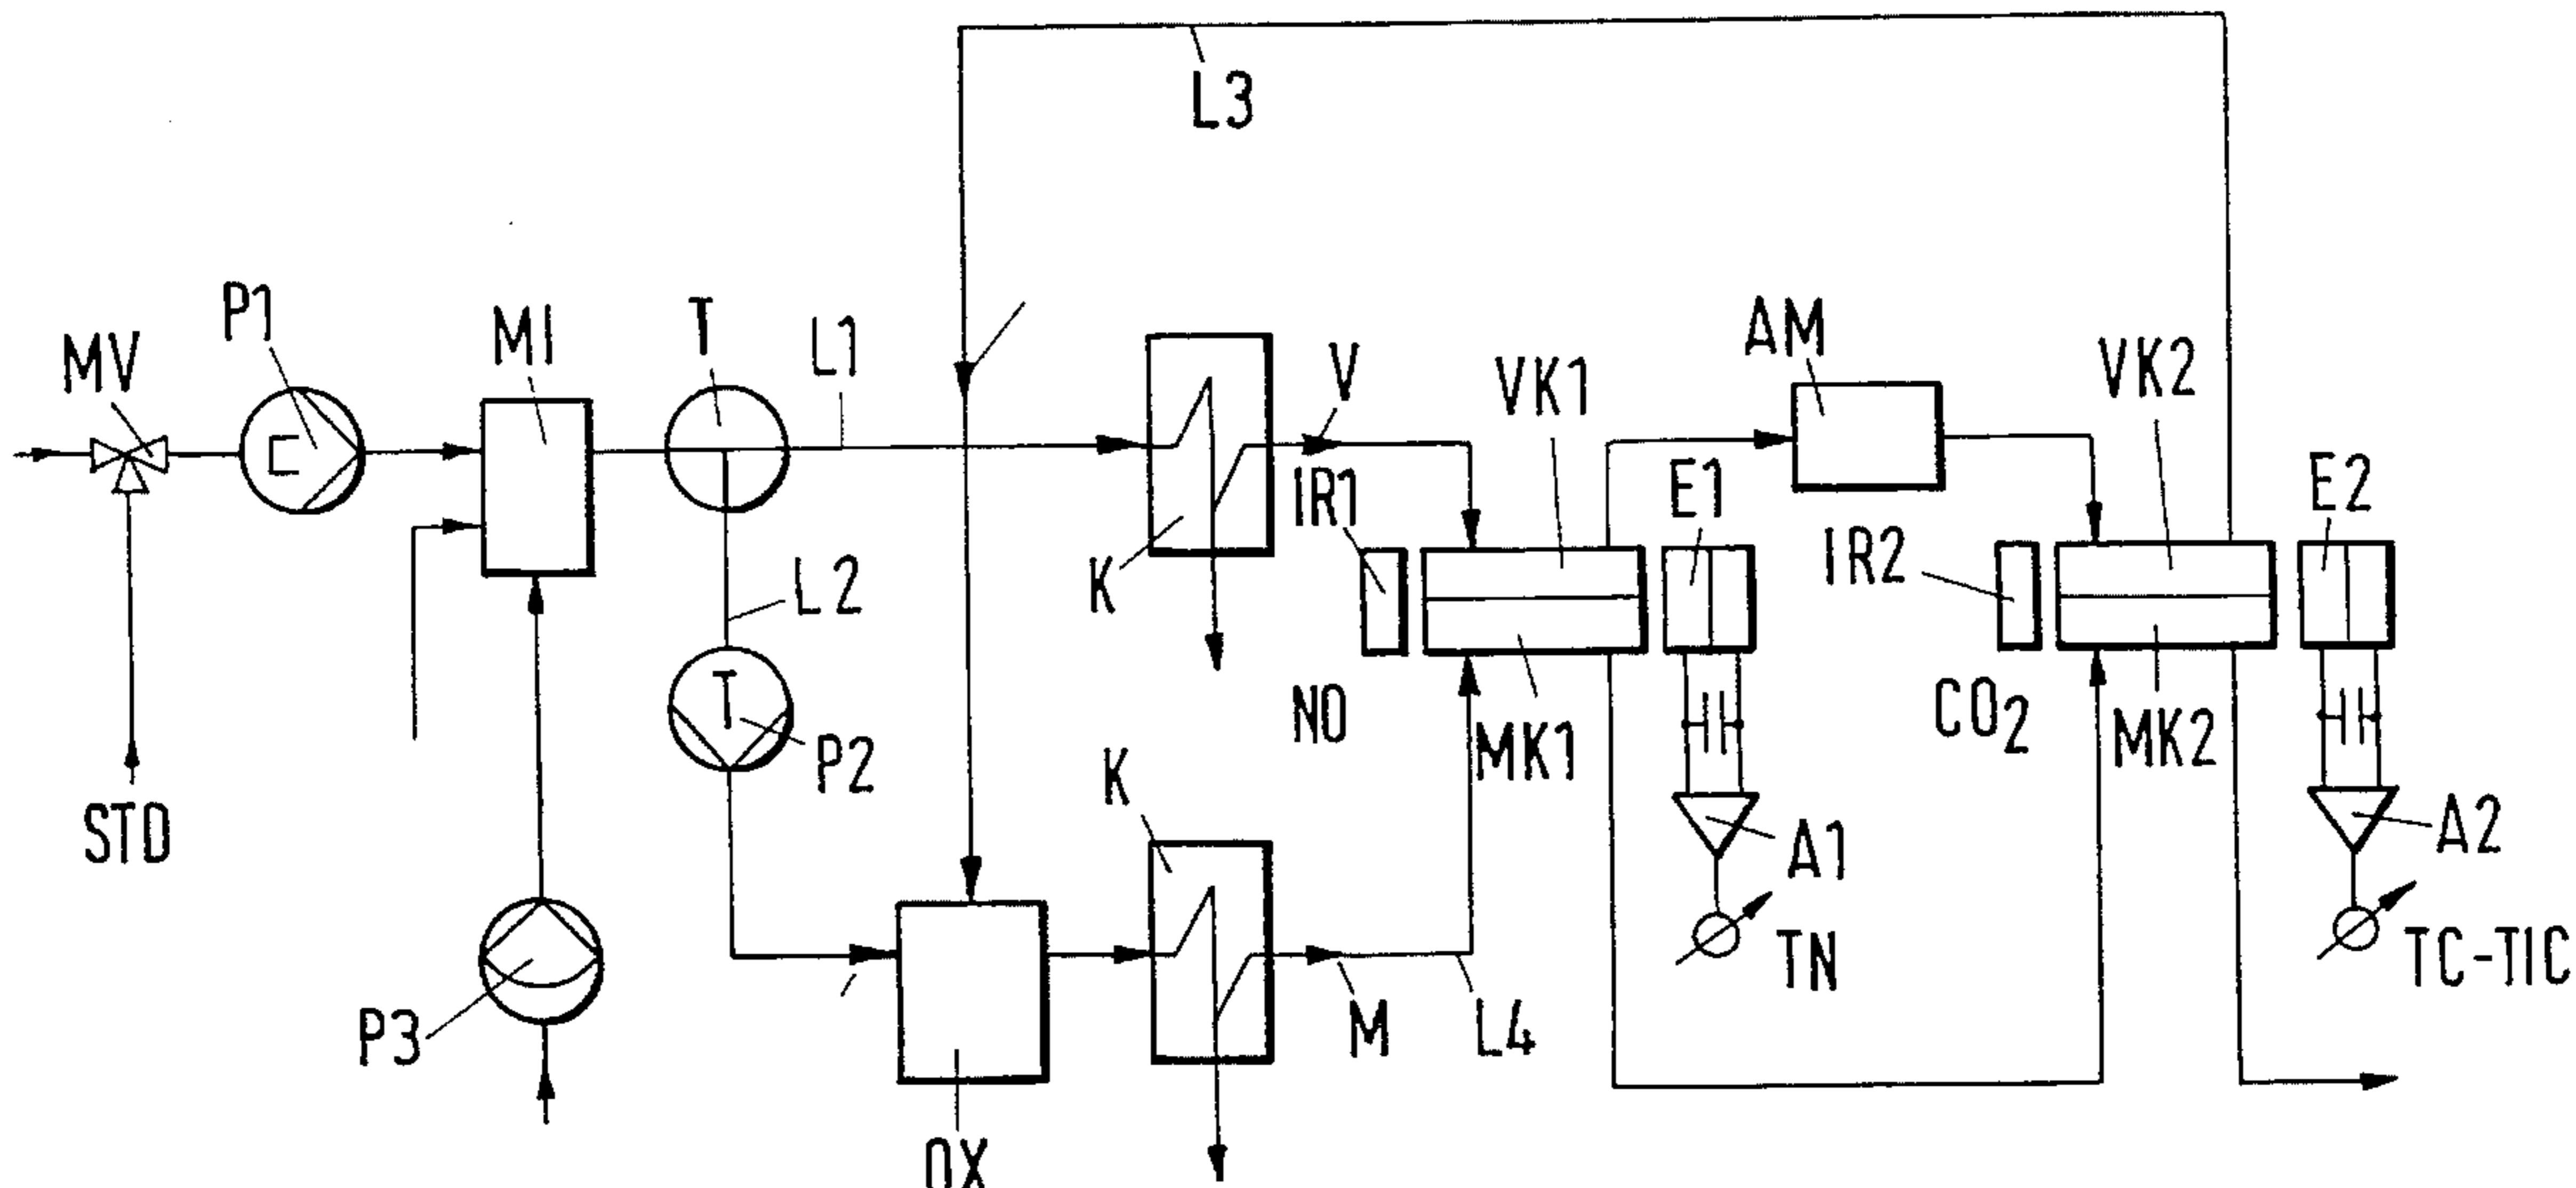 L3
P1
MV
MI
T
L1
V
VK1
AM
VK2
IR1
E1
E2
K
L2
IR2
NO
MK1
CO2
MK2
P2
T
K
STD
A1
A2
TN
TC-TIC
P3
M
L4
OX